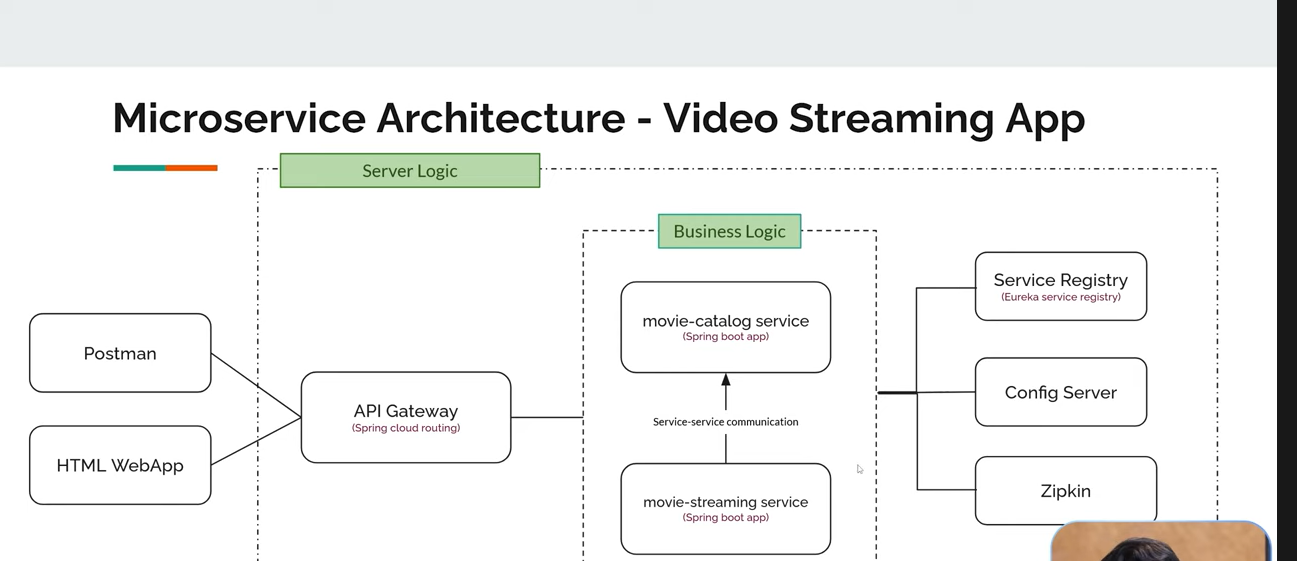 Microservice Architecture - Video Streaming App
Server Logic
Business Logic
Postman
HTML WebApp
API Gateway
(Spring cloud routing)
movie-catalog service
(Spring boot app)
Service-service communication
movie-streaming service
(Spring boot app)
Service Registry
(Eureka service registry)
Config Server
Zipkin